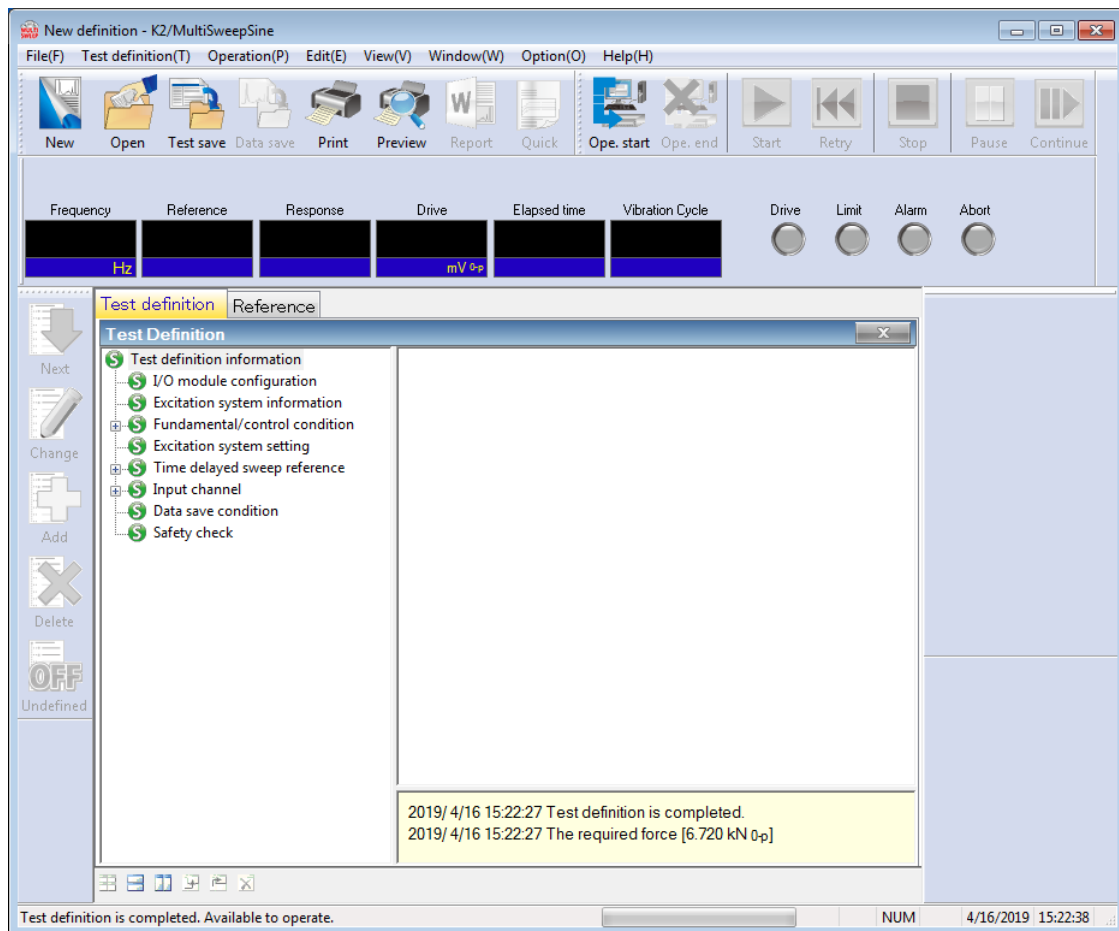 New definition - K2/MultiSweepSine
File(F) Test definition(T) Operation(P) Edit(E) View(V) Window(W) Option(O) Help(H)
New Open Test save Data save Print Preview Report Quick Ope. start Ope. end Start Retry Stop Pause Continue
Frequency Reference Response Drive Elapsed time Vibration Cycle Drive Limit Alarm Abort
Hz mV 0-p
Test definition Reference
Test Definition
Test definition information
I/O module configuration
Excitation system information
Fundamental/control condition
Excitation system setting
Time delayed sweep reference
Input channel
Data save condition
Safety check
Next
Change
Add
Delete
OFF
Undefined
2019/ 4/16 15:22:27 Test definition is completed.
2019/ 4/16 15:22:27 The required force [6.720 kN 0-p]
Test definition is completed. Available to operate. NUM 4/16/2019 15:22:38